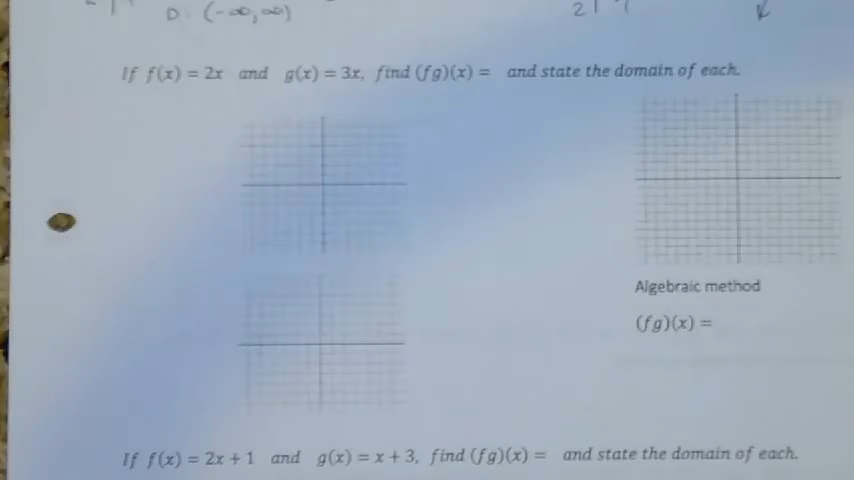 D: (-∞, ∞)
2
If f(x) = 2x and g(x) = 3x, find (fg)(x) = and state the domain of each.
Algebraic method
(fg)(x) =
If f(x) = 2x + 1 and g(x) = x + 3, find (fg)(x) = and state the domain of each.